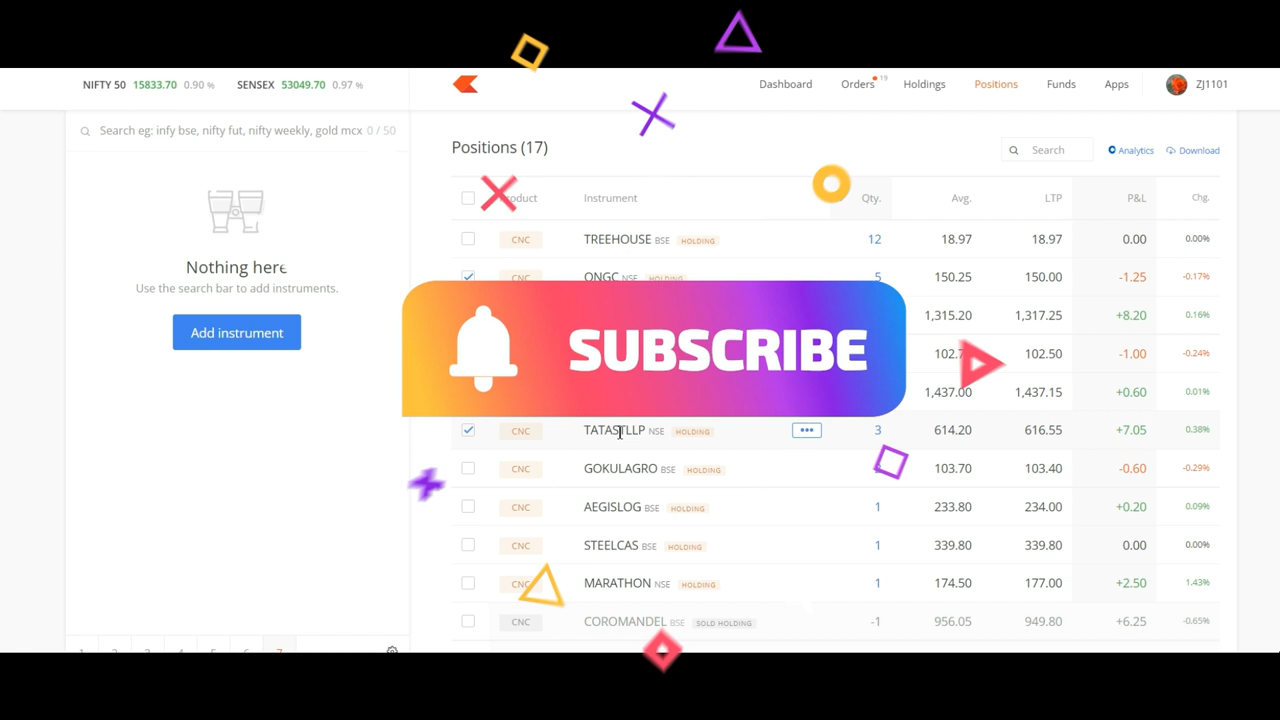 NIFTY 50 15833.70 0.90 % SENSEX 53049.70 0.97 % Dashboard Orders 19 Holdings Positions Funds Apps ZJ1101
Search eg: infy bse, nifty fut, nifty weekly, gold mcx 0 / 50
Positions (17) Search Analytics Download
Instrument Qty. Avg. LTP P&L Chg.
CNC TREEHOUSE BSE HOLDING 12 18.97 18.97 0.00 0.00%
Nothing here
CNC ONGC NSE HOLDING 5 150.25 150.00 -1.25 -0.17%
Use the search bar to add instruments.
1,315.20 1,317.25 +8.20 0.16%
Add instrument
SUBSCRIBE
102.50 -1.00 -0.24%
1,437.00 1,437.15 +0.60 0.01%
CNC TATASTLLP NSE HOLDING ••• 3 614.20 616.55 +7.05 0.38%
CNC GOKULAGRO BSE HOLDING 103.70 103.40 -0.60 -0.29%
CNC AEGISLOG BSE HOLDING 1 233.80 234.00 +0.20 0.09%
CNC STEELCAS BSE HOLDING 1 339.80 339.80 0.00 0.00%
CNC MARATHON NSE HOLDING 1 174.50 177.00 +2.50 1.43%
CNC COROMANDEL BSE SOLD HOLDING -1 956.05 949.80 +6.25 -0.65%